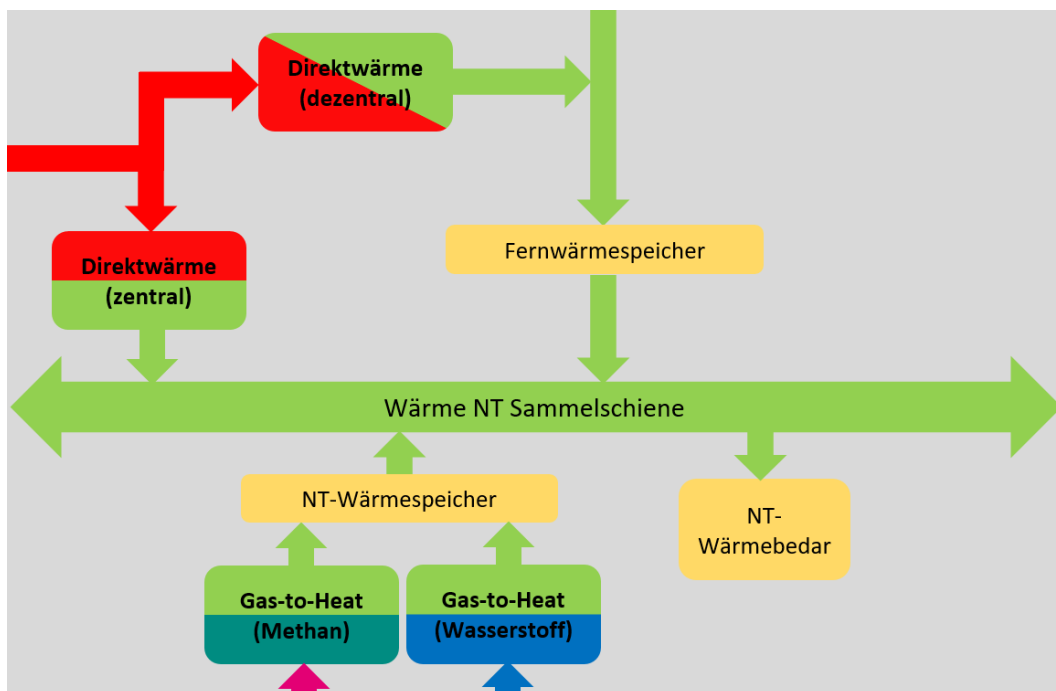 Direktwärme
(dezentral)
Fernwärmespeicher
Direktwärme
(zentral)
Wärme NT Sammelschiene
NT-Wärmespeicher
NT-
Wärmebedar
Gas-to-Heat
(Methan)
Gas-to-Heat
(Wasserstoff)